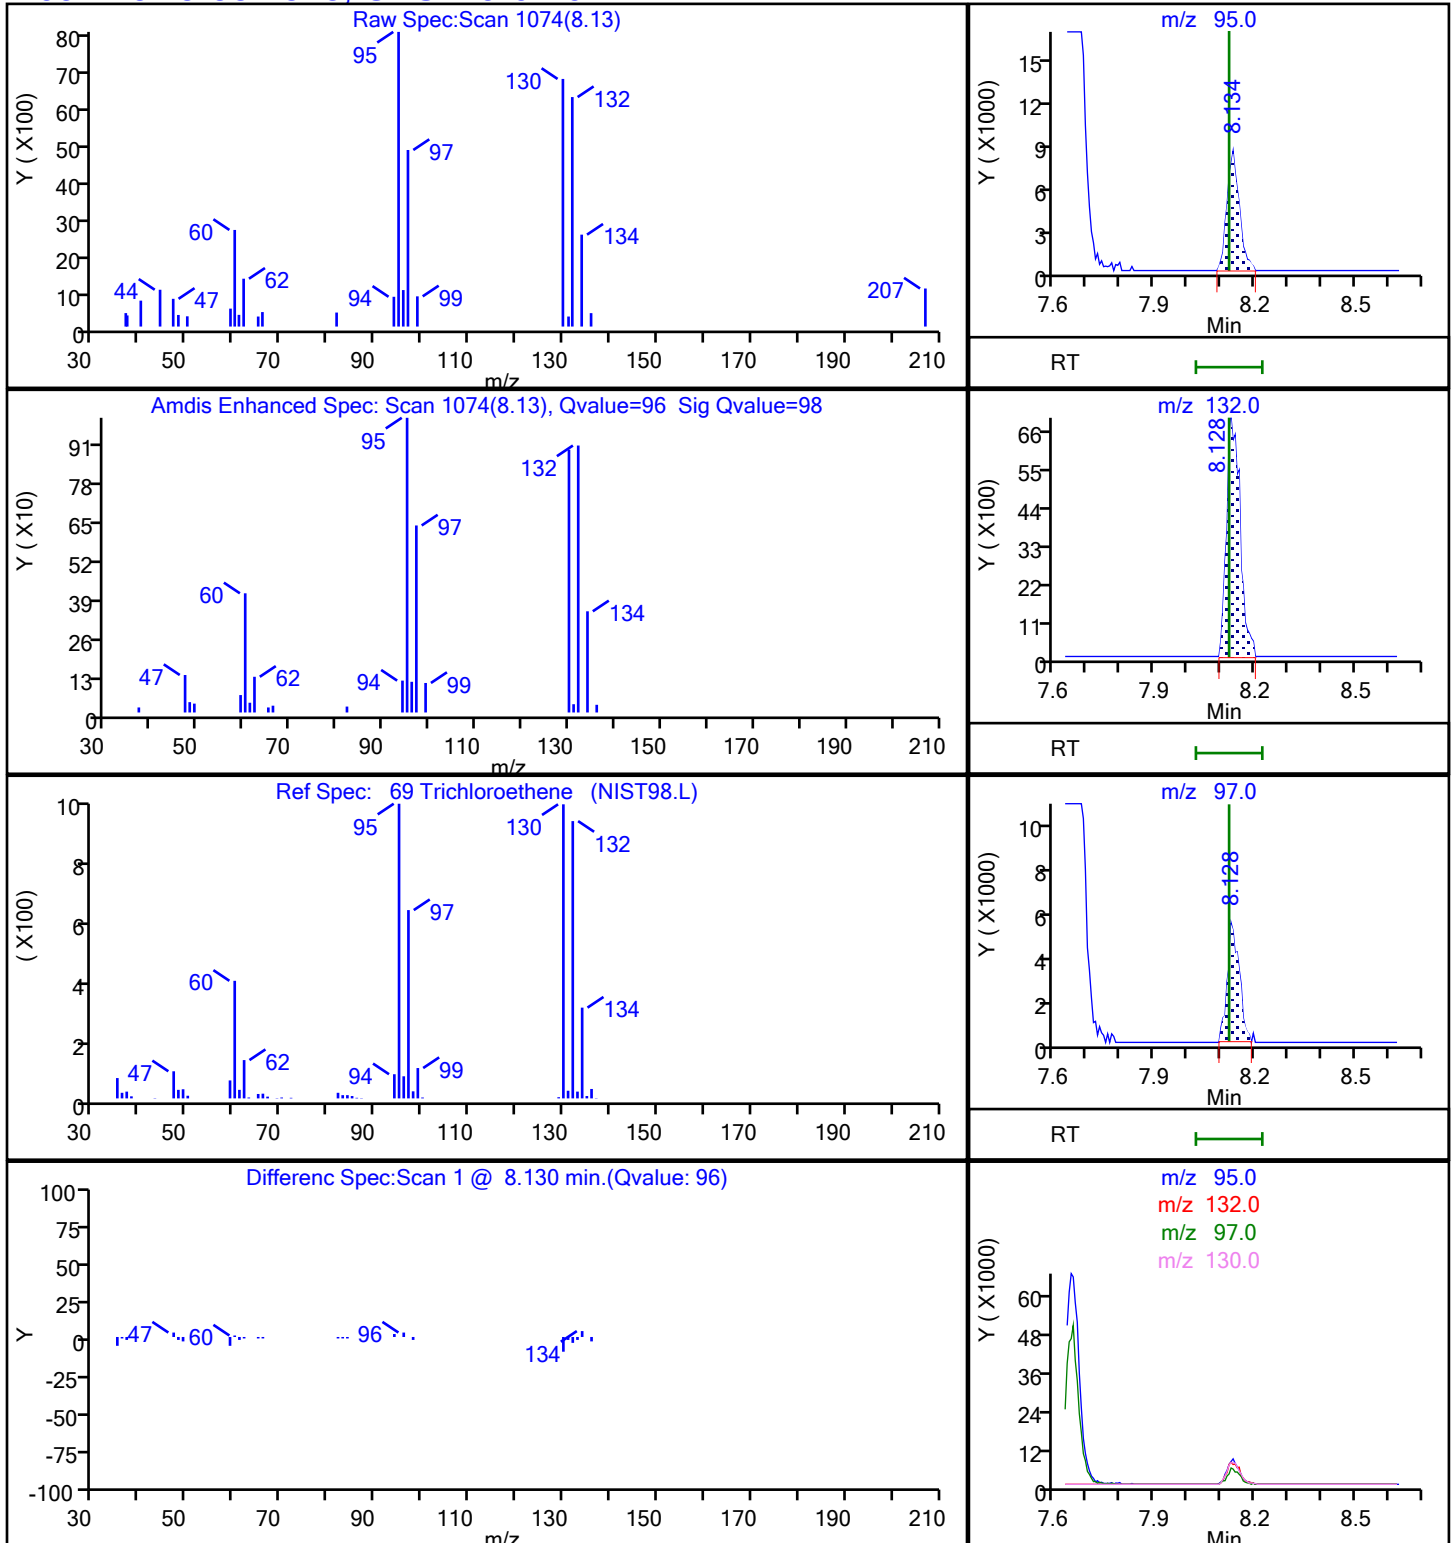 Raw Spec:Scan 1074(8.13)
Y ( X100)
80
70
60
50
40
30
20
10
0
95
130
132
97
60
134
44
47
62
94
99
207
30 50 70 90 110 130 150 170 190 210
m/z
m/z 95.0
Y ( X1000)
15
12
9
6
3
0
8.134
7.6 7.9 8.2 8.5
Min
RT
Amdis Enhanced Spec: Scan 1074(8.13), Qvalue=96 Sig Qvalue=98
Y ( X10)
91
78
65
52
39
26
13
0
95
132
97
60
134
47
62
94
99
30 50 70 90 110 130 150 170 190 210
m/z
m/z 132.0
Y ( X100)
66
55
44
33
22
11
0
8.128
7.6 7.9 8.2 8.5
Min
RT
Ref Spec: 69 Trichloroethene (NIST98.L)
( X100)
10
8
6
4
2
0
95
130
132
97
60
134
47
62
94
99
30 50 70 90 110 130 150 170 190 210
m/z 97.0
Y ( X1000)
10
8
6
4
2
0
8.128
7.6 7.9 8.2 8.5
Min
RT
Differenc Spec:Scan 1 @ 8.130 min.(Qvalue: 96)
Y
100
75
50
25
0
-25
-50
-75
-100
47
60
96
134
30 50 70 90 110 130 150 170 190 210
m/z
m/z 95.0
m/z 132.0
m/z 97.0
m/z 130.0
Y ( X1000)
60
48
36
24
12
0
7.6 7.9 8.2 8.5
Min